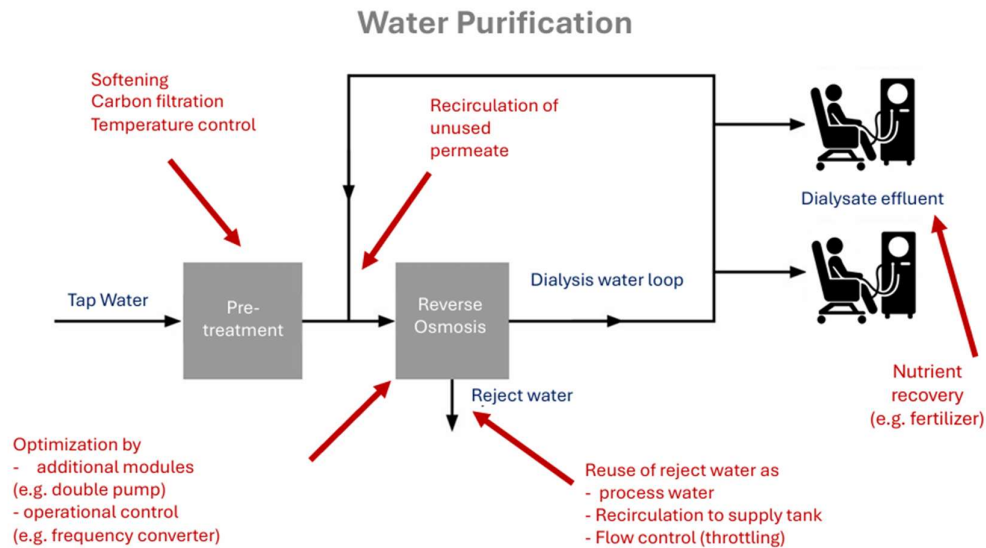 Water Purification
Softening
Carbon filtration
Temperature control
Recirculation of
unused
permeate
Dialysate effluent
Tap Water
Pre-
treatment
Reverse
Osmosis
Dialysis water loop
Reject water
Nutrient
recovery
(e.g. fertilizer)
Optimization by
- additional modules
(e.g. double pump)
- operational control
(e.g. frequency converter)
Reuse of reject water as
- process water
- Recirculation to supply tank
- Flow control (throttling)